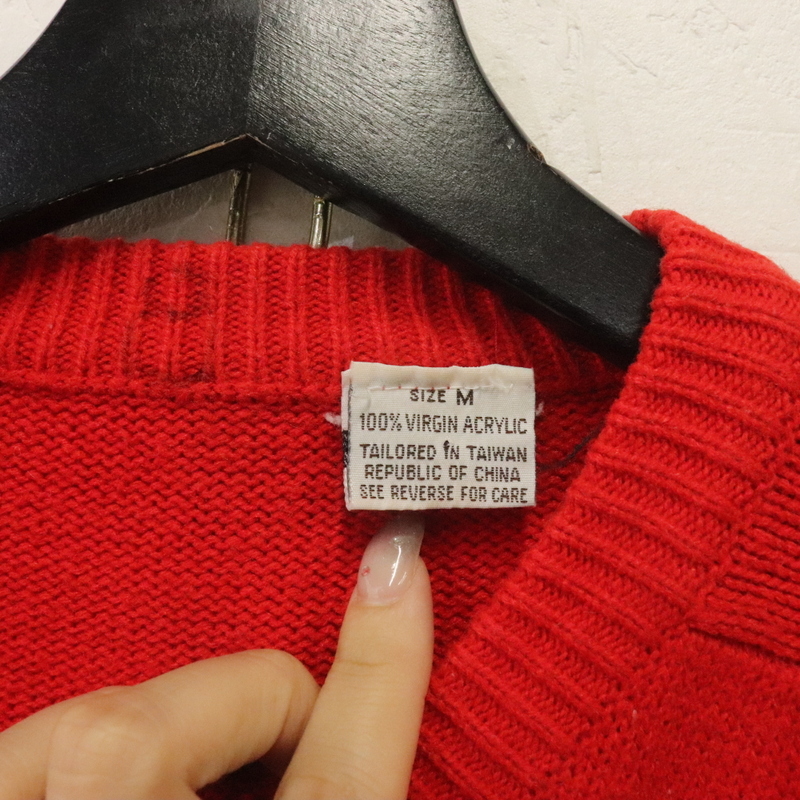 SIZE M
100% VIRGIN ACRYLIC
TAILORED IN TAIWAN
REPUBLIC OF CHINA
SEE REVERSE FOR CARE